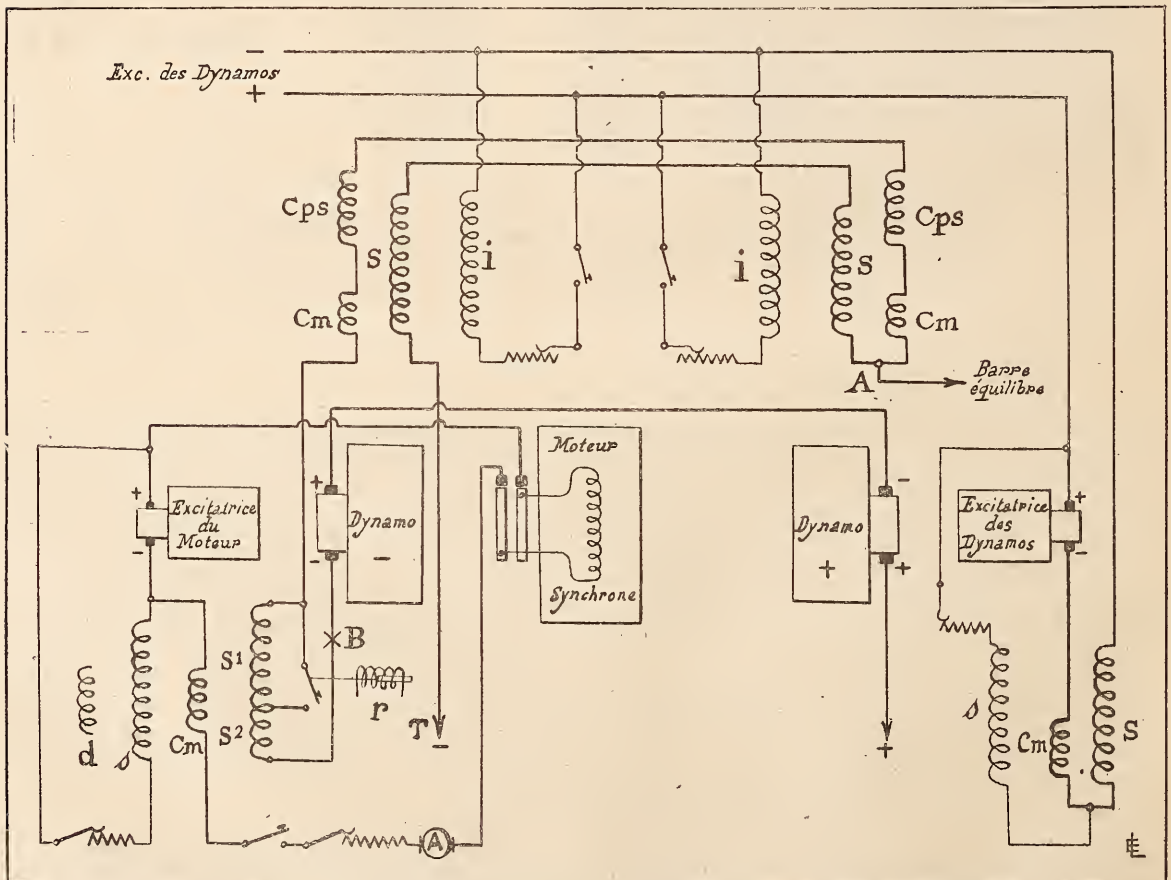 −
Exc. des Dynamos
+
Cps
S
i
i
S
Cps
Cm
Cm
A
Barre
équilibre
Moteur
Synchrone
+
Excitatrice
du
Moteur
-
+
Dynamo
-
-
-
Dynamo
+
+
Excitatrice
des
Dynamos
+
-
B
S1
S2
r
T
-
+
d
s
Cm
s
Cm
S
A